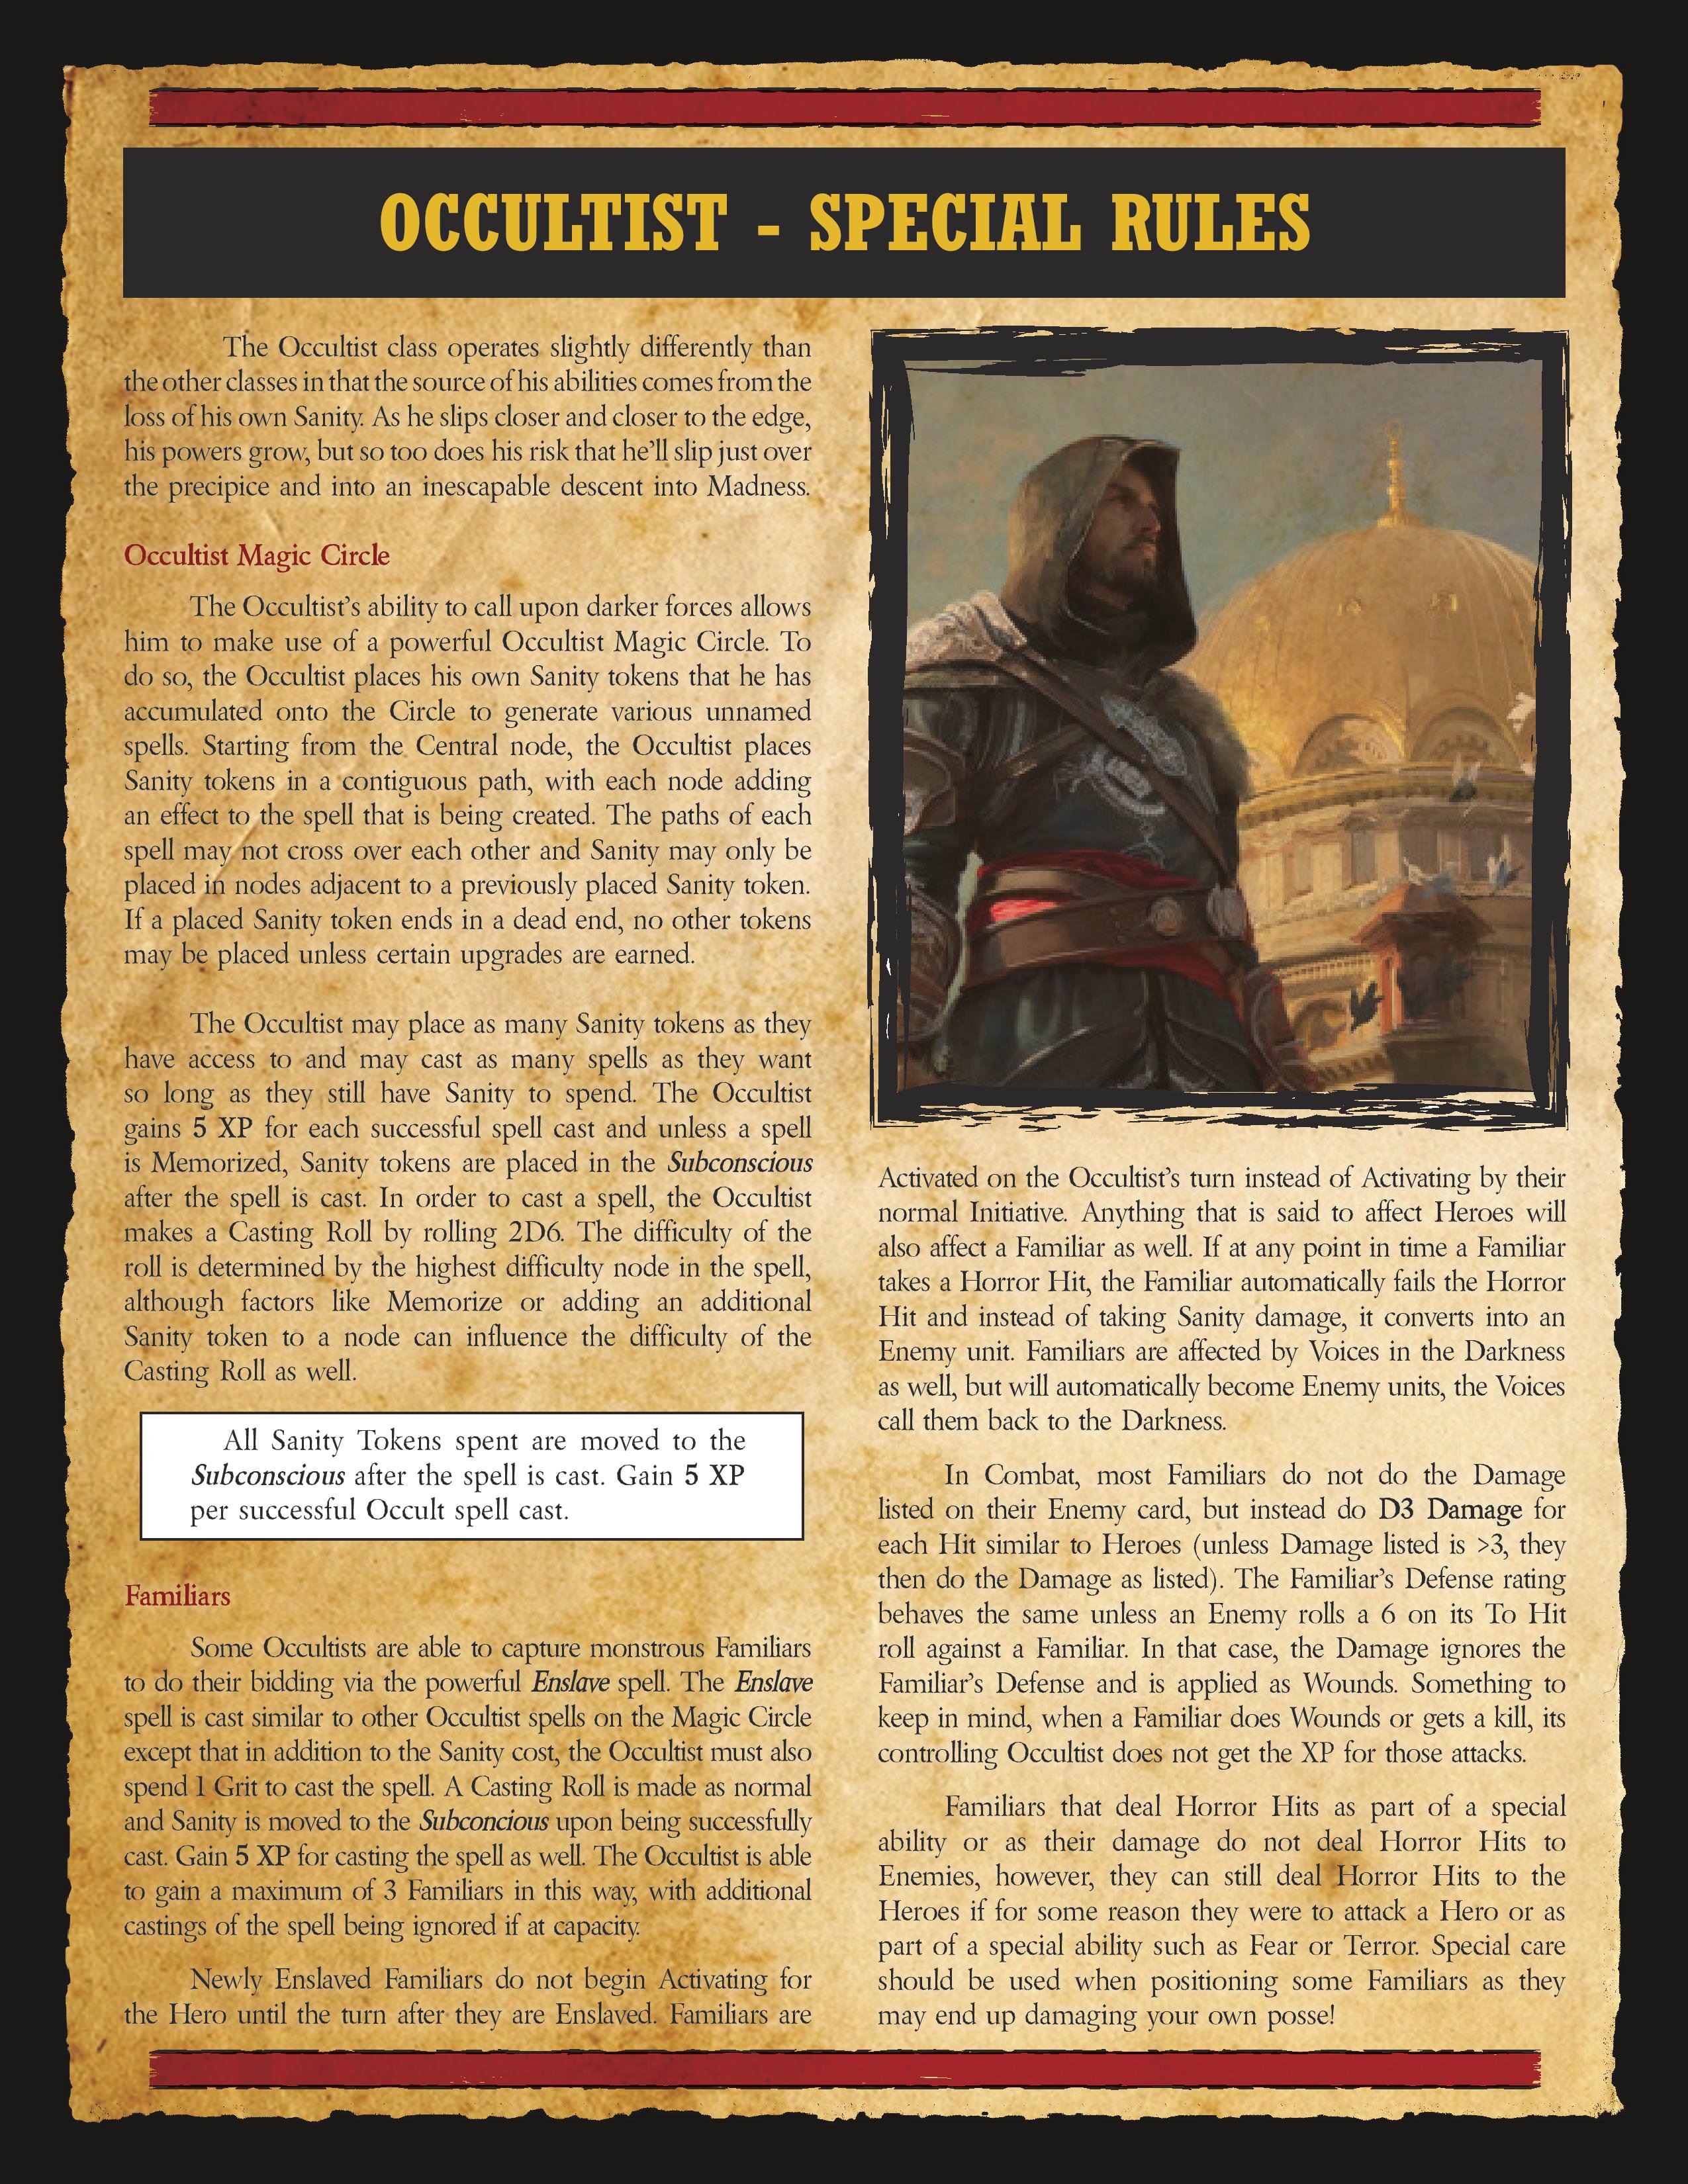 OCCULTIST - SPECIAL RULES
The Occultist class operates slightly differently than
the other classes in that the source of his abilities comes from the
loss of his own Sanity. As he slips closer and closer to the edge,
his powers grow, but so too does his risk that he'll slip just over
the precipice and into an inescapable descent into Madness.
Occultist Magic Circle
The Occultist's ability to call upon darker forces allows
him to make use of a powerful Occultist Magic Circle. To
do so, the Occultist places his own Sanity tokens that he has
accumulated onto the Circle to generate various unnamed
spells. Starting from the Central node, the Occultist places
Sanity tokens in a contiguous path, with each node adding
an effect to the spell that is being created. The paths of each
spell may not cross over each other and Sanity may only be
placed in nodes adjacent to a previously placed Sanity token.
If a placed Sanity token ends in a dead end, no other tokens
may be placed unless certain upgrades are earned.
The Occultist may place as many Sanity tokens as they
have access to and may cast as many spells as they want
so long as they still have Sanity to spend. The Occultist
gains 5 XP for each successful spell cast and unless a spell
is Memorized, Sanity tokens are placed in the Subconscious
after the spell is cast. In order to cast a spell, the Occultist
makes a Casting Roll by rolling 2D6. The difficulty of the
roll is determined by the highest difficulty node in the spell,
although factors like Memorize or adding an additional
Sanity token to a node can influence the difficulty of the
Casting Roll as well.
All Sanity Tokens spent are moved to the
Subconscious after the spell is cast. Gain 5 XP
per successful Occult spell cast.
Familiars
Some Occultists are able to capture monstrous Familiars
to do their bidding via the powerful Enslave spell. The Enslave
spell is cast similar to other Occultist spells on the Magic Circle
except that in addition to the Sanity cost, the Occultist must also
spend 1 Grit to cast the spell. A Casting Roll is made as normal
and Sanity is moved to the Subconcious upon being successfully
cast. Gain 5 XP for casting the spell as well. The Occultist is able
to gain a maximum of 3 Familiars in this way, with additional
castings of the spell being ignored if at capacity.
Newly Enslaved Familiars do not begin Activating for
the Hero until the turn after they are Enslaved. Familiars are
Activated on the Occultist's turn instead of Activating by their
normal Initiative. Anything that is said to affect Heroes will
also affect a Familiar as well. If at any point in time a Familiar
takes a Horror Hit, the Familiar automatically fails the Horror
Hit and instead of taking Sanity damage, it converts into an
Enemy unit. Familiars are affected by Voices in the Darkness
as well, but will automatically become Enemy units, the Voices
call them back to the Darkness.
In Combat, most Familiars do not do the Damage
listed on their Enemy card, but instead do D3 Damage for
each Hit similar to Heroes (unless Damage listed is >3, they
then do the Damage as listed). The Familiar's Defense rating
behaves the same unless an Enemy rolls a 6 on its To Hit
roll against a Familiar. In that case, the Damage ignores the
Familiar's Defense and is applied as Wounds. Something to
keep in mind, when a Familiar does Wounds or gets a kill, its
controlling Occultist does not get the XP for those attacks.
Familiars that deal Horror Hits as part of a special
ability or as their damage do not deal Horror Hits to
Enemies, however, they can still deal Horror Hits to the
Heroes if for some reason they were to attack a Hero or as
part of a special ability such as Fear or Terror. Special care
should be used when positioning some Familiars as they
may end up damaging your own posse!